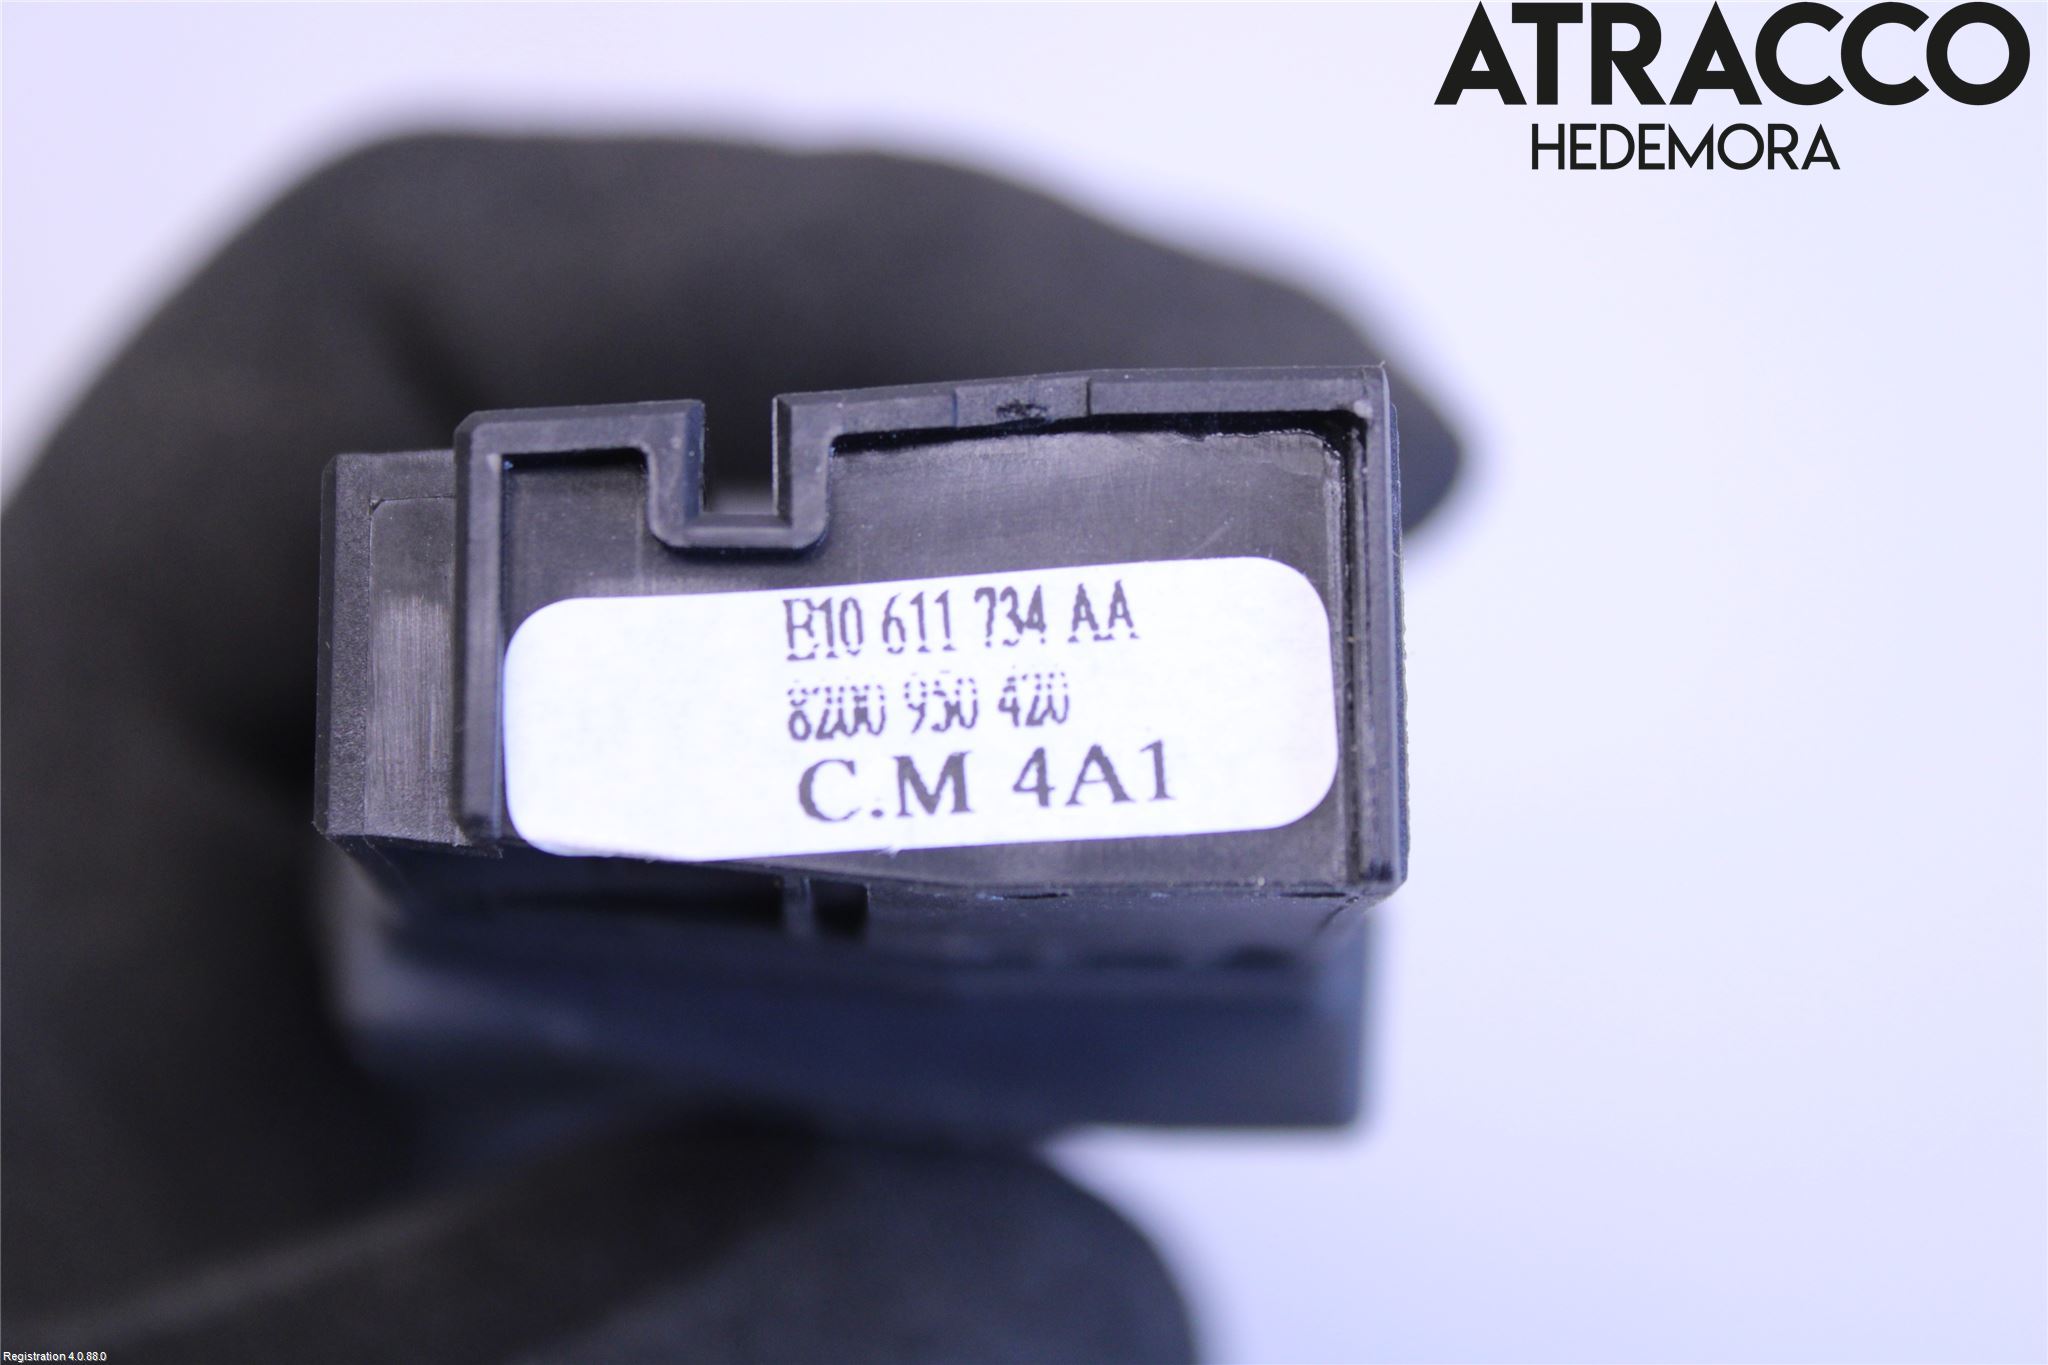 ATRACCO
HEDEMORA
E10 611 734 AA
8200 950 420
C.M 4A1
Registration 4.0.88.0